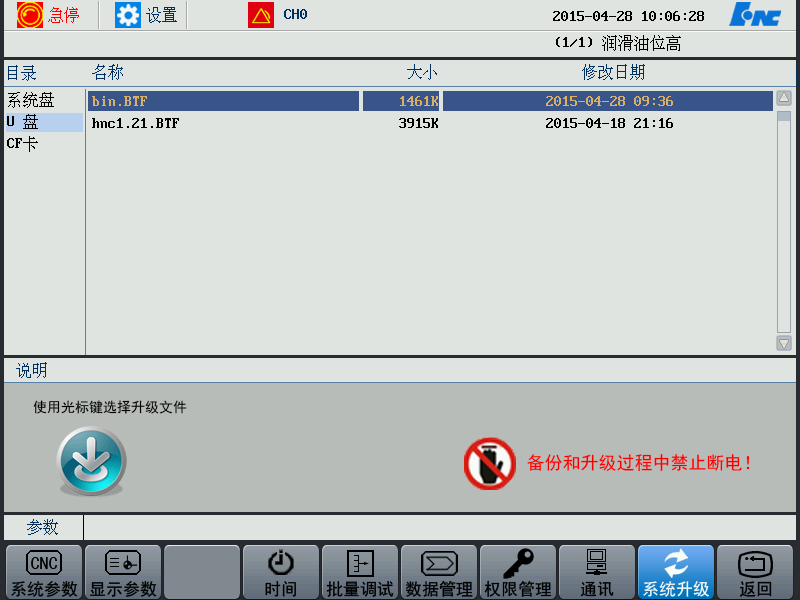 急停 设置 CH0 2015-04-28 10:06:28 HNC
(1/1) 润滑油位高
目录 名称 大小 修改日期
系统盘 bin.BTF 1461K 2015-04-28 09:36
U 盘 hnc1.21.BTF 3915K 2015-04-18 21:16
CF卡
说明
使用光标键选择升级文件
备份和升级过程中禁止断电!
参数
CNC
系统参数 显示参数 时间 批量调试 数据管理 权限管理 通讯 系统升级 返回